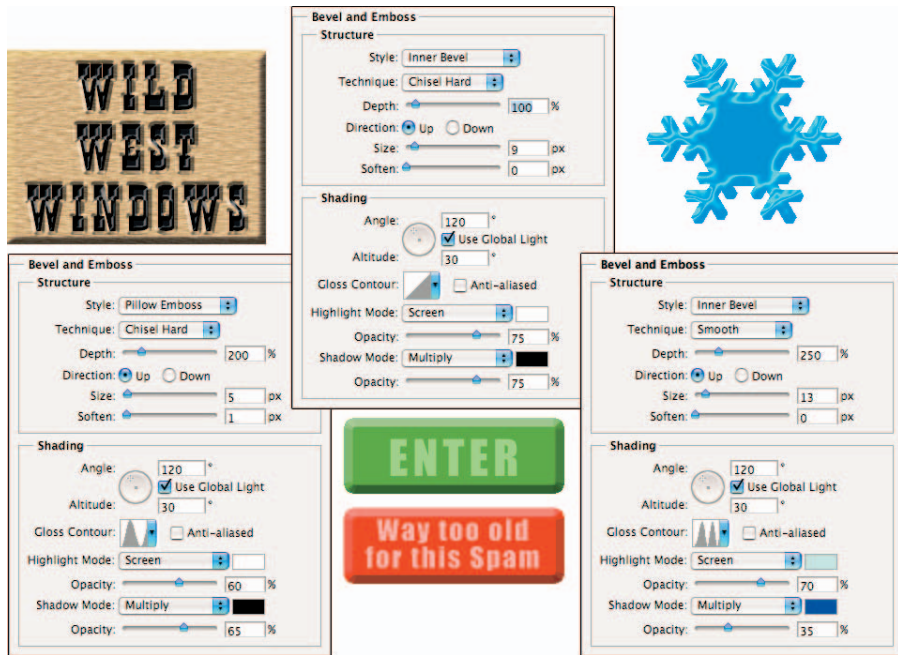 WILD
WEST
WINDOWS
Bevel and Emboss
Structure
Style: Inner Bevel
Technique: Chisel Hard
Depth: 100 %
Direction: Up Down
Size: 9 px
Soften: 0 px
Shading
Angle: 120 °
Use Global Light
Altitude: 30 °
Gloss Contour: Anti-aliased
Highlight Mode: Screen
Opacity: 75 %
Shadow Mode: Multiply
Opacity: 75 %
Bevel and Emboss
Structure
Style: Pillow Emboss
Technique: Chisel Hard
Depth: 200 %
Direction: Up Down
Size: 5 px
Soften: 1 px
Shading
Angle: 120 °
Use Global Light
Altitude: 30 °
Gloss Contour: Anti-aliased
Highlight Mode: Screen
Opacity: 60 %
Shadow Mode: Multiply
Opacity: 65 %
ENTER
Way too old
for this Spam
Bevel and Emboss
Structure
Style: Inner Bevel
Technique: Smooth
Depth: 250 %
Direction: Up Down
Size: 13 px
Soften: 0 px
Shading
Angle: 120 °
Use Global Light
Altitude: 30 °
Gloss Contour: Anti-aliased
Highlight Mode: Screen
Opacity: 70 %
Shadow Mode: Multiply
Opacity: 35 %